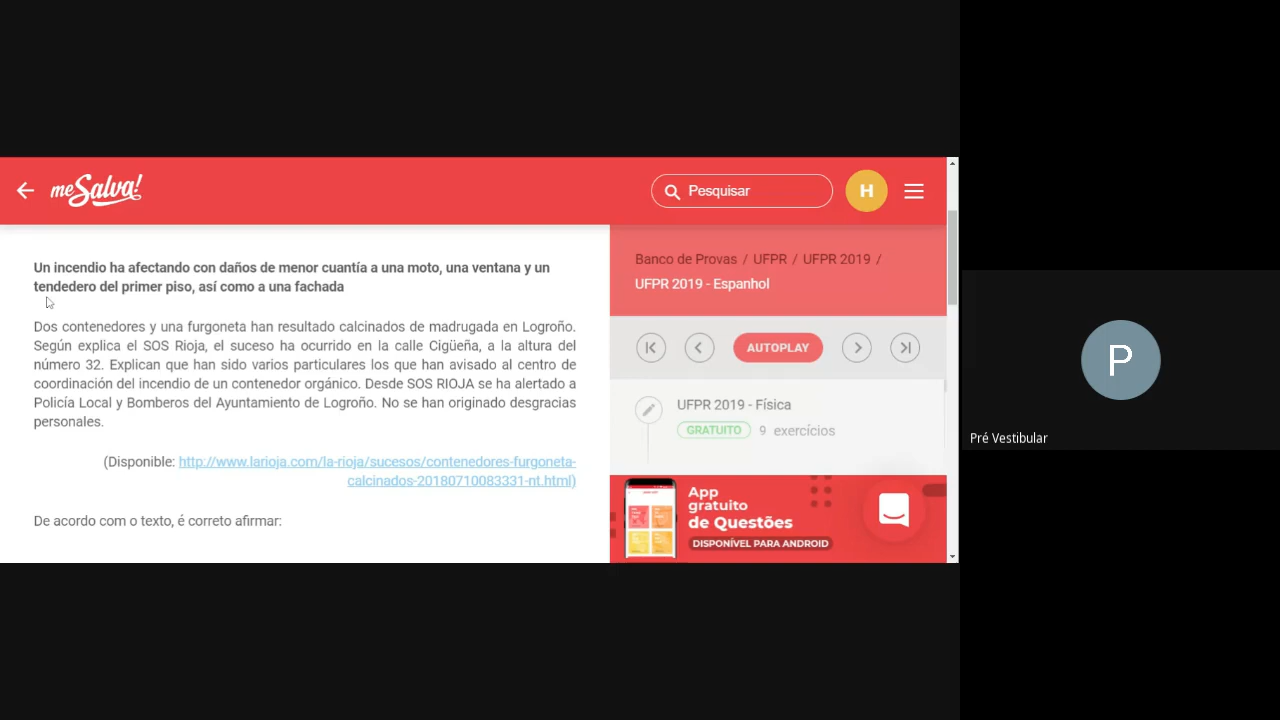 me Salva!
Pesquisar
H
Un incendio ha afectando con daños de menor cuantía a una moto, una ventana y un
tendedero del primer piso, así como a una fachada
Dos contenedores y una furgoneta han resultado calcinados de madrugada en Logroño.
Según explica el SOS Rioja, el suceso ha ocurrido en la calle Cigüeña, a la altura del
número 32. Explican que han sido varios particulares los que han avisado al centro de
coordinación del incendio de un contenedor orgánico. Desde SOS RIOJA se ha alertado a
Policía Local y Bomberos del Ayuntamiento de Logroño. No se han originado desgracias
personales.
(Disponible: http://www.larioja.com/la-rioja/sucesos/contenedores-furgoneta-
calcinados-20180710083331-nt.html)
De acordo com o texto, é correto afirmar:
Banco de Provas / UFPR / UFPR 2019 /
UFPR 2019 - Espanhol
AUTOPLAY
UFPR 2019 - Física
GRATUITO 9 exercícios
App
gratuito
de Questões
DISPONÍVEL PARA ANDROID
P
Pré Vestibular